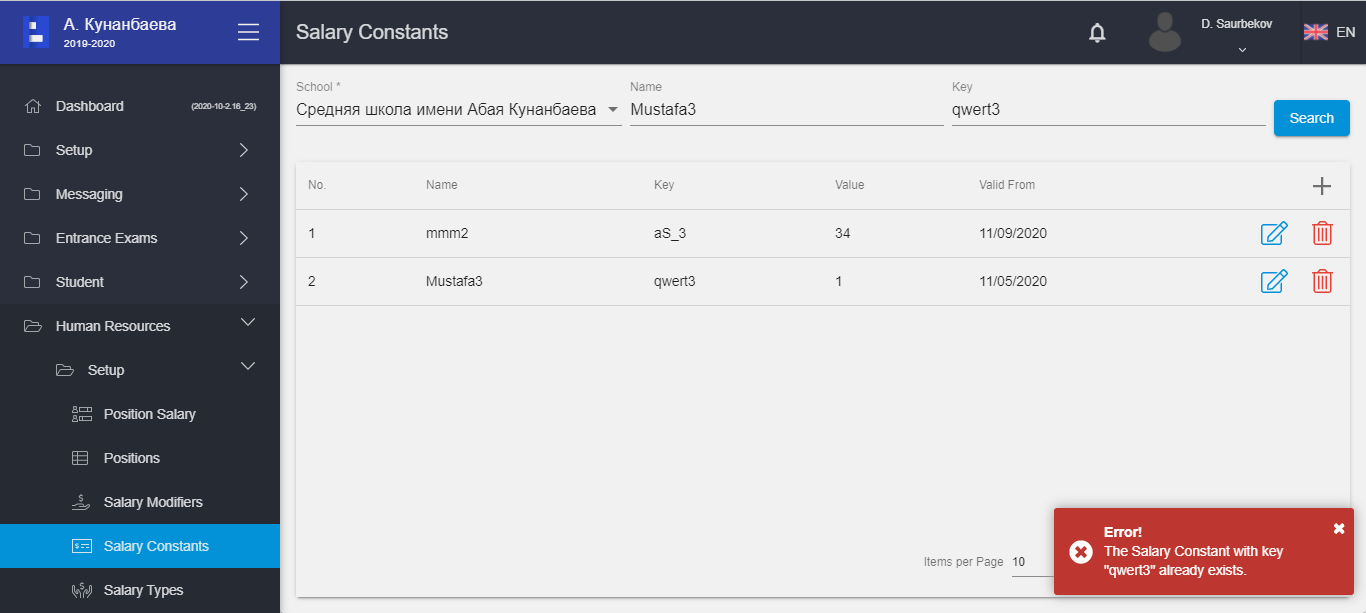 А. Кунанбаева
2019-2020
Salary Constants
D. Saurbekov
EN
Dashboard
(2020-10-2.16_23)
Setup
Messaging
Entrance Exams
Student
Human Resources
Setup
Position Salary
Positions
Salary Modifiers
Salary Constants
Salary Types
School *
Name
Key
Средняя школа имени Абая Кунанбаева
Mustafa3
qwert3
Search
No. Name Key Value Valid From
1 mmm2 aS_3 34 11/09/2020
2 Mustafa3 qwert3 1 11/05/2020
Items per Page 10
Error!
The Salary Constant with key
"qwert3" already exists.